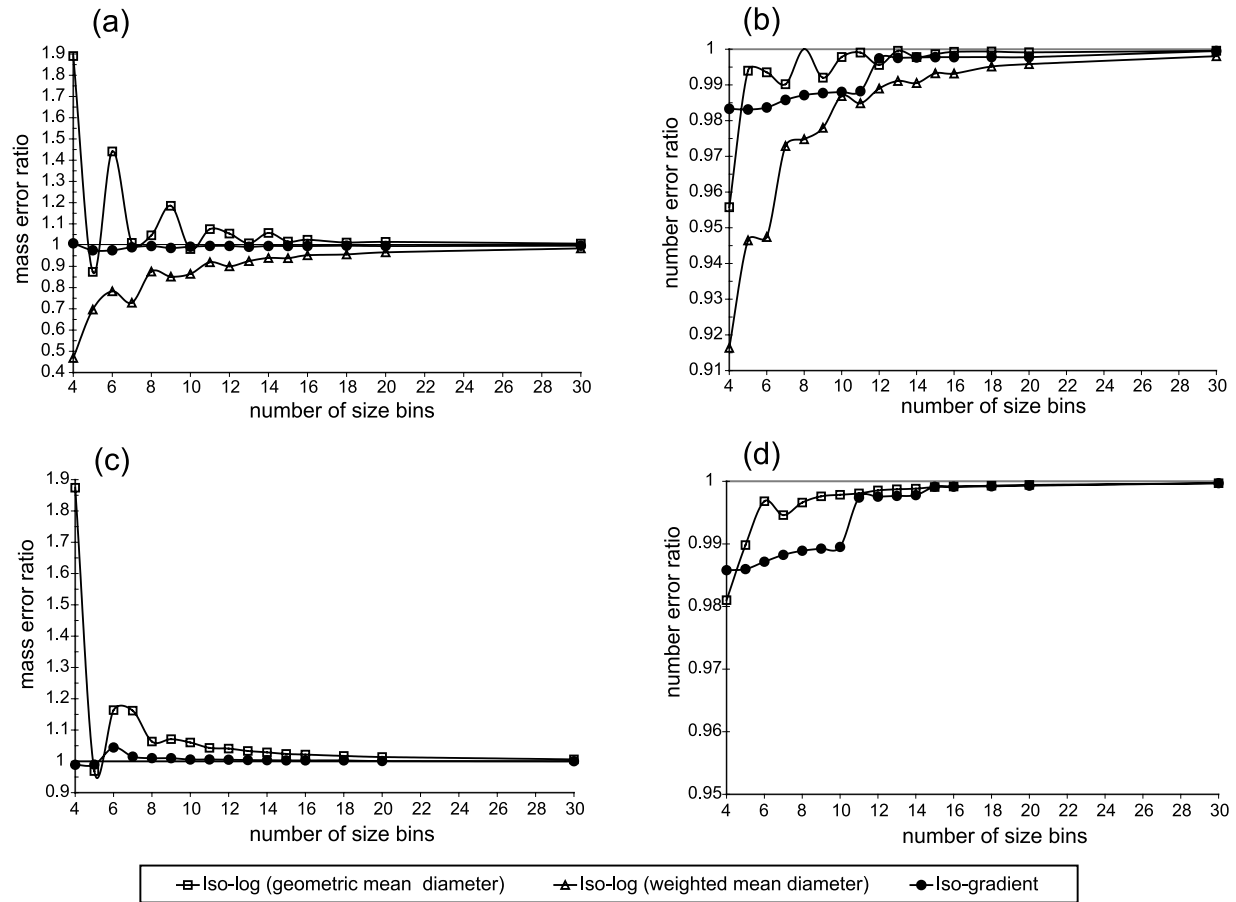 (a)
1.9
1.8
1.7
1.6
1.5
1.4
1.3
1.2
1.1
1
0.9
0.8
0.7
0.6
0.5
0.4
mass error ratio
4 6 8 10 12 14 16 18 20 22 24 26 28 30
number of size bins
(b)
1
0.99
0.98
0.97
0.96
0.95
0.94
0.93
0.92
0.91
number error ratio
4 6 8 10 12 14 16 18 20 22 24 26 28 30
number of size bins
(c)
1.9
1.8
1.7
1.6
1.5
1.4
1.3
1.2
1.1
1
0.9
mass error ratio
4 6 8 10 12 14 16 18 20 22 24 26 28 30
number of size bins
(d)
1
0.99
0.98
0.97
0.96
0.95
number error ratio
4 6 8 10 12 14 16 18 20 22 24 26 28 30
number of size bins
Iso-log (geometric mean diameter) Iso-log (weighted mean diameter) Iso-gradient